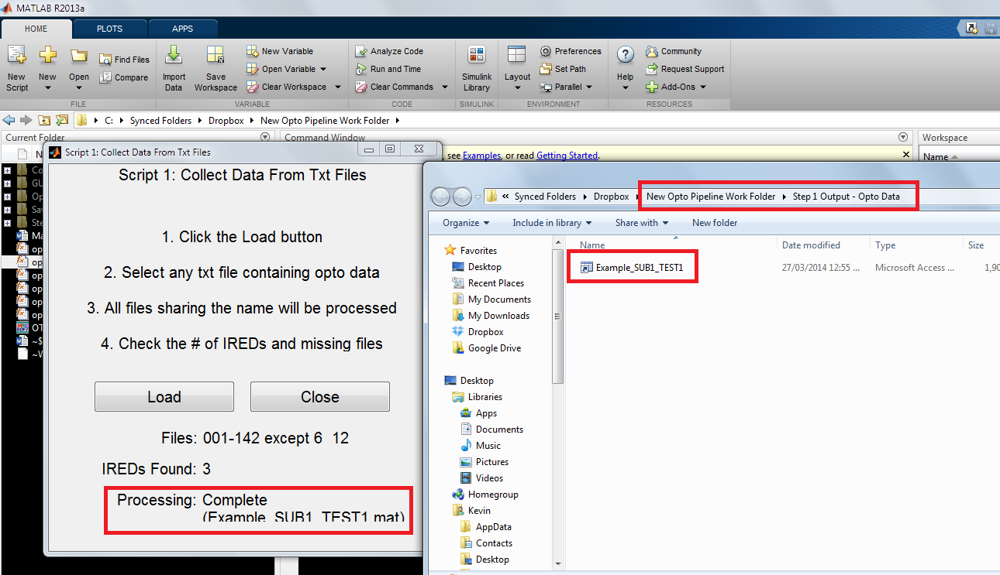 MATLAB R2013a
HOME PLOTS APPS
New Script
New
Open
Find Files
Compare
FILE
Import Data
Save Workspace
New Variable
Open Variable
Clear Workspace
VARIABLE
Analyze Code
Run and Time
Clear Commands
CODE
Simulink Library
SIMULINK
Layout
Preferences
Set Path
Parallel
ENVIRONMENT
Help
Community
Request Support
Add-Ons
RESOURCES
C: Synced Folders Dropbox New Opto Pipeline Work Folder
Current Folder
Command Window
Workspace
Name
, see Examples, or read Getting Started.
Script 1: Collect Data From Txt Files
Script 1: Collect Data From Txt Files
1. Click the Load button
2. Select any txt file containing opto data
3. All files sharing the name will be processed
4. Check the # of IREDs and missing files
Load Close
Files: 001-142 except 6 12
IREDs Found: 3
Processing: Complete
(Example_SUB1_TEST1.mat)
« Synced Folders Dropbox New Opto Pipeline Work Folder Step 1 Output - Opto Data
Organize Include in library Share with New folder
Name Date modified Type Size
Example_SUB1_TEST1 27/03/2014 12:55 ... Microsoft Access ... 1,90
Favorites
Desktop
Recent Places
My Documents
My Downloads
Dropbox
Google Drive
Desktop
Libraries
Apps
Documents
Music
Pictures
Videos
Homegroup
Kevin
AppData
Contacts
Desktop